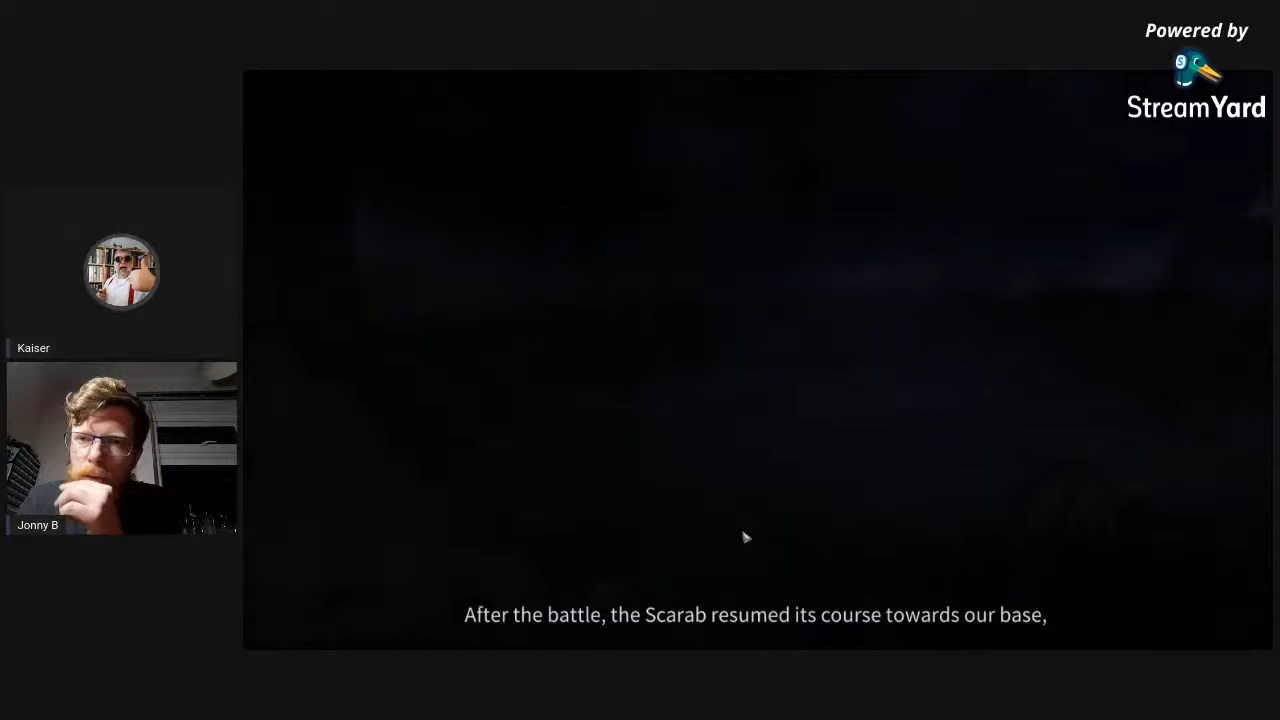 Powered by
StreamYard
Kaiser
Jonny B
After the battle, the Scarab resumed its course towards our base,